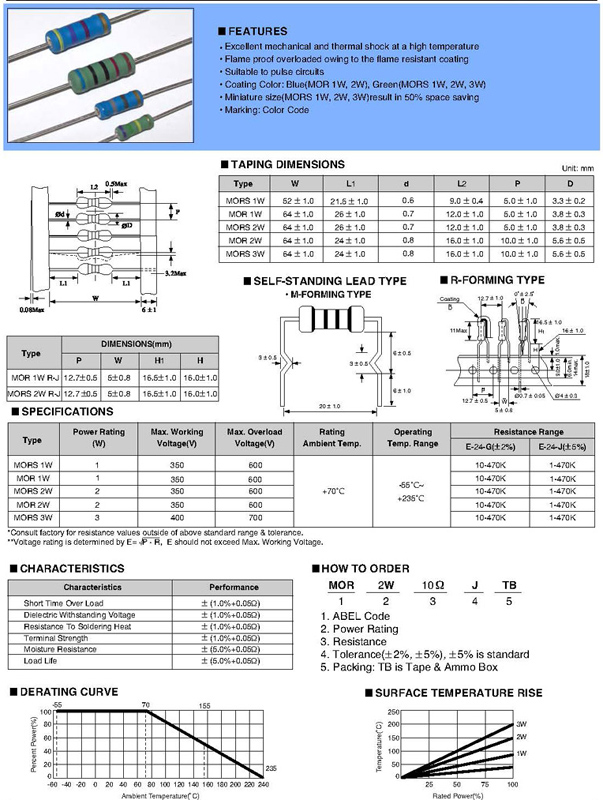 ■ FEATURES
• Excellent mechanical and thermal shock at a high temperature
• Flame proof overloaded owing to the flame resistant coating
• Suitable to pulse circuits
• Coating Color: Blue(MOR 1W, 2W), Green(MORS 1W, 2W, 3W)
• Miniature size(MORS 1W, 2W, 3W)result in 50% space saving
• Marking: Color Code
■ TAPING DIMENSIONS
Unit: mm
Type W L1 d L2 P D
MORS 1W 52 ± 1.0 21.5 ± 1.0 0.6 9.0 ± 0.4 5.0 ± 1.0 3.3 ± 0.2
MOR 1W 64 ± 1.0 26 ± 1.0 0.7 12.0 ± 1.0 5.0 ± 1.0 3.8 ± 0.3
MORS 2W 64 ± 1.0 26 ± 1.0 0.7 12.0 ± 1.0 5.0 ± 1.0 3.8 ± 0.3
MOR 2W 64 ± 1.0 24 ± 1.0 0.8 16.0 ± 1.0 10.0 ± 1.0 5.6 ± 0.5
MORS 3W 64 ± 1.0 24 ± 1.0 0.8 16.0 ± 1.0 10.0 ± 1.0 5.6 ± 0.5
L2 0.5Max
Ød P
ØD
3.2Max
L1 L1
W
0.08Max 6 ± 1
■ SELF-STANDING LEAD TYPE
• M-FORMING TYPE
3 ± 0.5 3 ± 0.5
6 ± 0.5
6 ± 1.0
20 ± 1.0
■ R-FORMING TYPE
Coating
12.7 ± 1.0
0° ± 2.5°
11Max
16.5 ± 1.0
H1
16 ± 1.0
H
P
12.7 ± 0.5
W
5 ± 0.8
Ø0.7 ± 0.05
Ø4 ± 0.3
18±1.0
Type DIMENSIONS(mm)
P W H1 H
MOR 1W R-J 12.7±0.5 5±0.8 16.5±1.0 16.0±1.0
MORS 2W R-J 12.7±0.5 5±0.8 16.5±1.0 16.0±1.0
■ SPECIFICATIONS
Type Power Rating (W) Max. Working Voltage(V) Max. Overload Voltage(V) Rating Ambient Temp. Operating Temp. Range Resistance Range
E-24-G(±2%) E-24-J(±5%)
MORS 1W 1 350 600 10-470K 1-470K
MOR 1W 1 350 600 10-470K 1-470K
MORS 2W 2 350 600 +70°C -55°C~ +235°C 10-470K 1-470K
MOR 2W 2 350 600 10-470K 1-470K
MORS 3W 3 400 700 10-470K 1-470K
*Consult factory for resistance values outside of above standard range & tolerance.
**Voltage rating is determined by E= √P · R, E should not exceed Max. Working Voltage.
■ CHARACTERISTICS
Characteristics Performance
Short Time Over Load ± (1.0%+0.05Ω)
Dielectric Withstanding Voltage ± (1.0%+0.05Ω)
Resistance To Soldering Heat ± (1.0%+0.05Ω)
Terminal Strength ± (1.0%+0.05Ω)
Moisture Resistance ± (5.0%+0.05Ω)
Load Life ± (5.0%+0.05Ω)
■ HOW TO ORDER
MOR 2W 10 Ω J TB
1 2 3 4 5
1. ABEL Code
2. Power Rating
3. Resistance
4. Tolerance(±2%, ±5%), ±5% is standard
5. Packing: TB is Tape & Ammo Box
■ DERATING CURVE
-55 70 155
Percent Power(%)
100
80
60
40
20
0
235
-60 -40 -20 0 20 40 60 80 100 120 140 160 180 200 220 240 260
Ambient Temperature(°C)
■ SURFACE TEMPERATURE RISE
Temperature(°C)
250
200
150
100
50
0
3W
2W
1W
25 50 75 100
Rated Power(%)